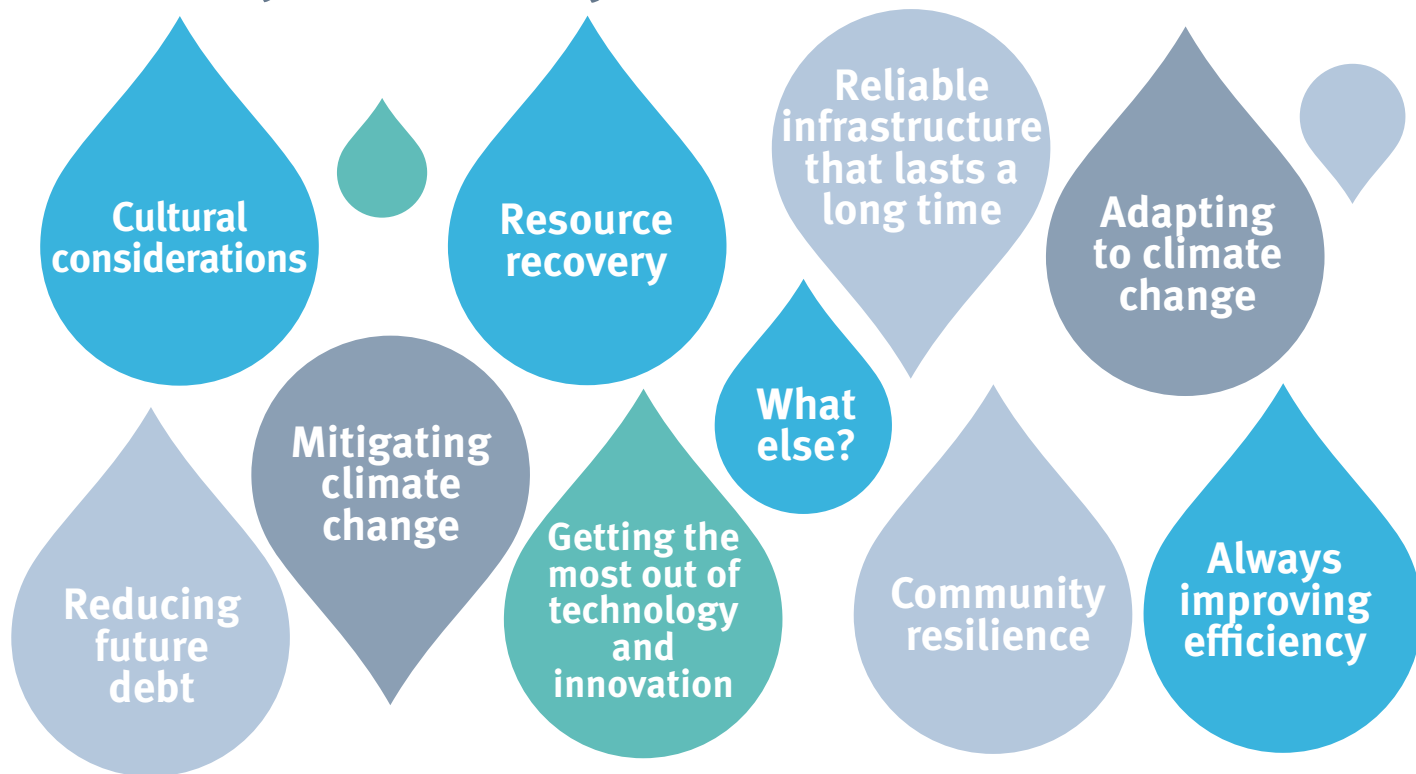 Cultural
considerations
Resource
recovery
Reliable
infrastructure
that lasts a
long time
Adapting
to climate
change
What
else?
Mitigating
climate
change
Reducing
future
debt
Getting the
most out of
technology
and
innovation
Community
resilience
Always
improving
efficiency